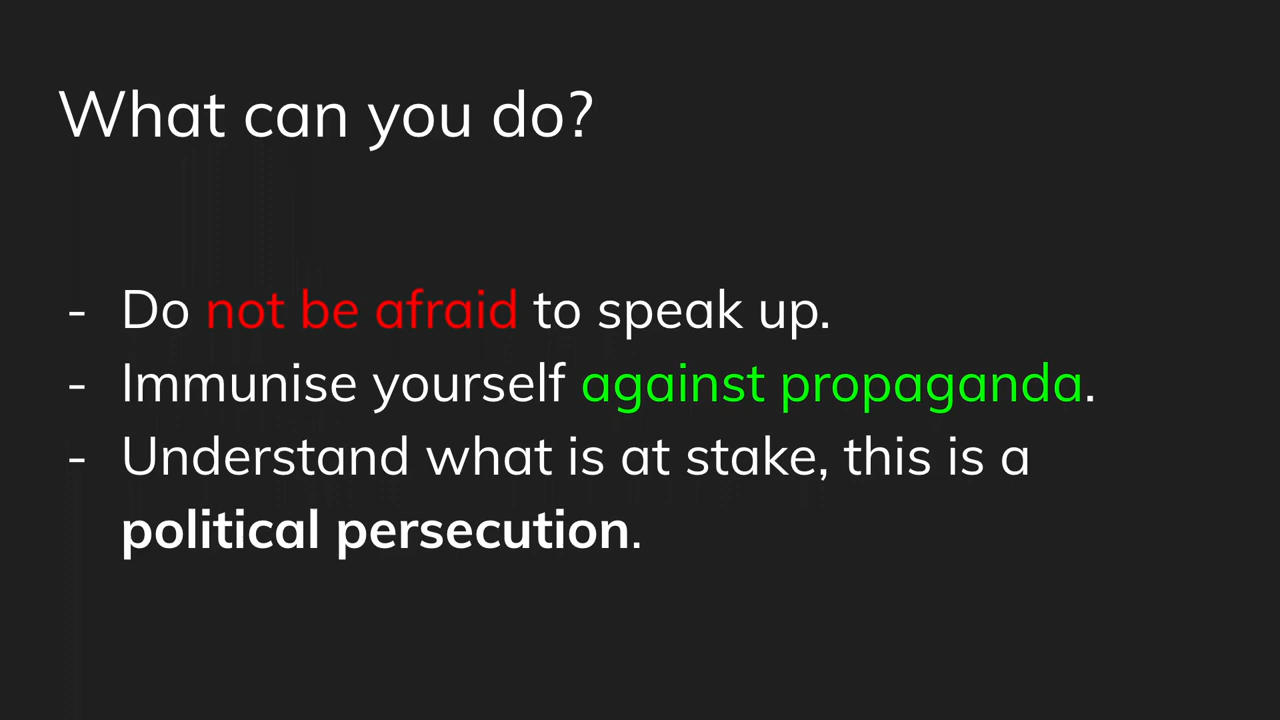 What can you do?
- Do not be afraid to speak up.
- Immunise yourself against propaganda.
- Understand what is at stake, this is a
political persecution.